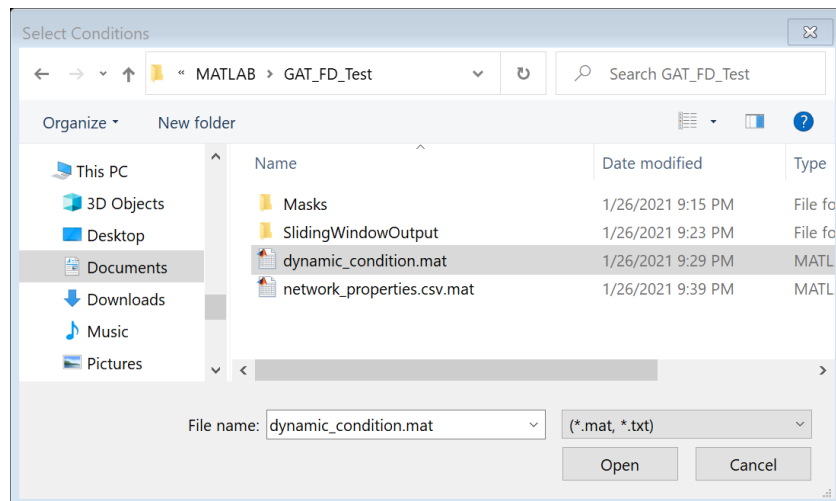 Select Conditions
« MATLAB > GAT_FD_Test
Search GAT_FD_Test
Organize
New folder
?
Name
Date modified
Type
This PC
3D Objects
Desktop
Documents
Downloads
Music
Pictures
Masks 1/26/2021 9:15 PM File fo
SlidingWindowOutput 1/26/2021 9:23 PM File fo
dynamic_condition.mat 1/26/2021 9:29 PM MATL
network_properties.csv.mat 1/26/2021 9:39 PM MATL
File name: dynamic_condition.mat
(*.mat, *.txt)
Open
Cancel